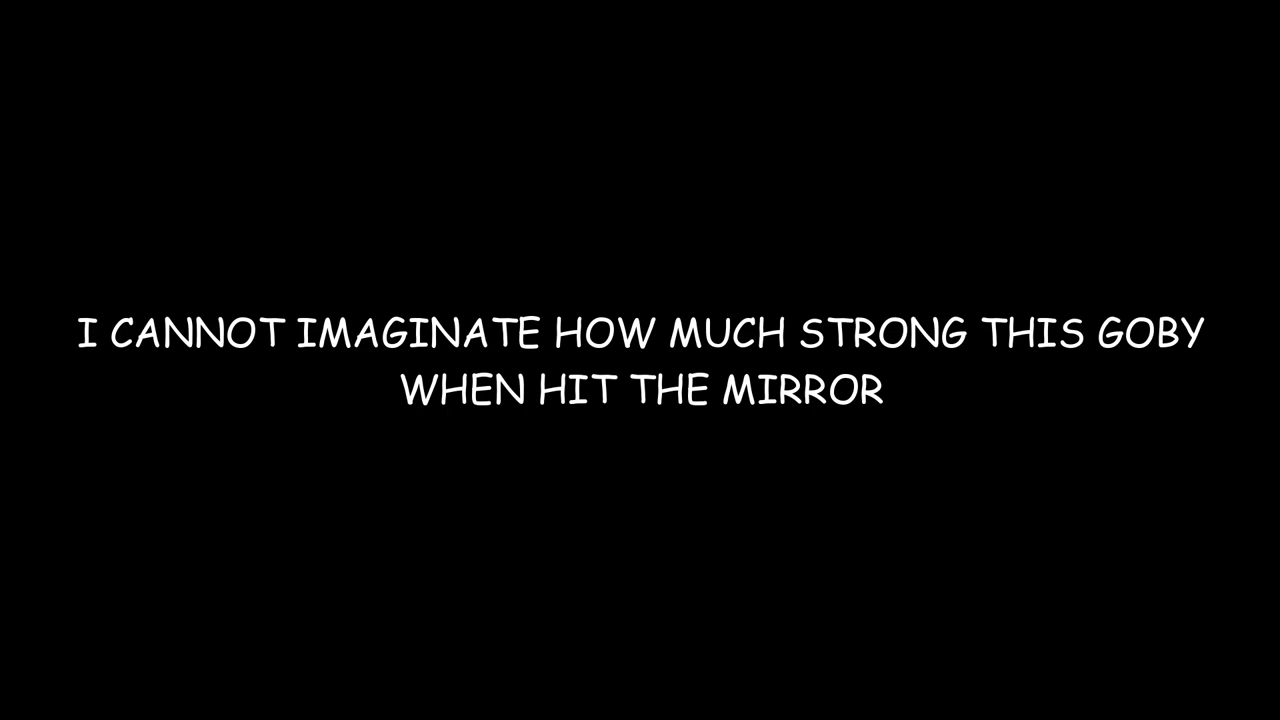 I CANNOT IMAGINATE HOW MUCH STRONG THIS GOBY
WHEN HIT THE MIRROR